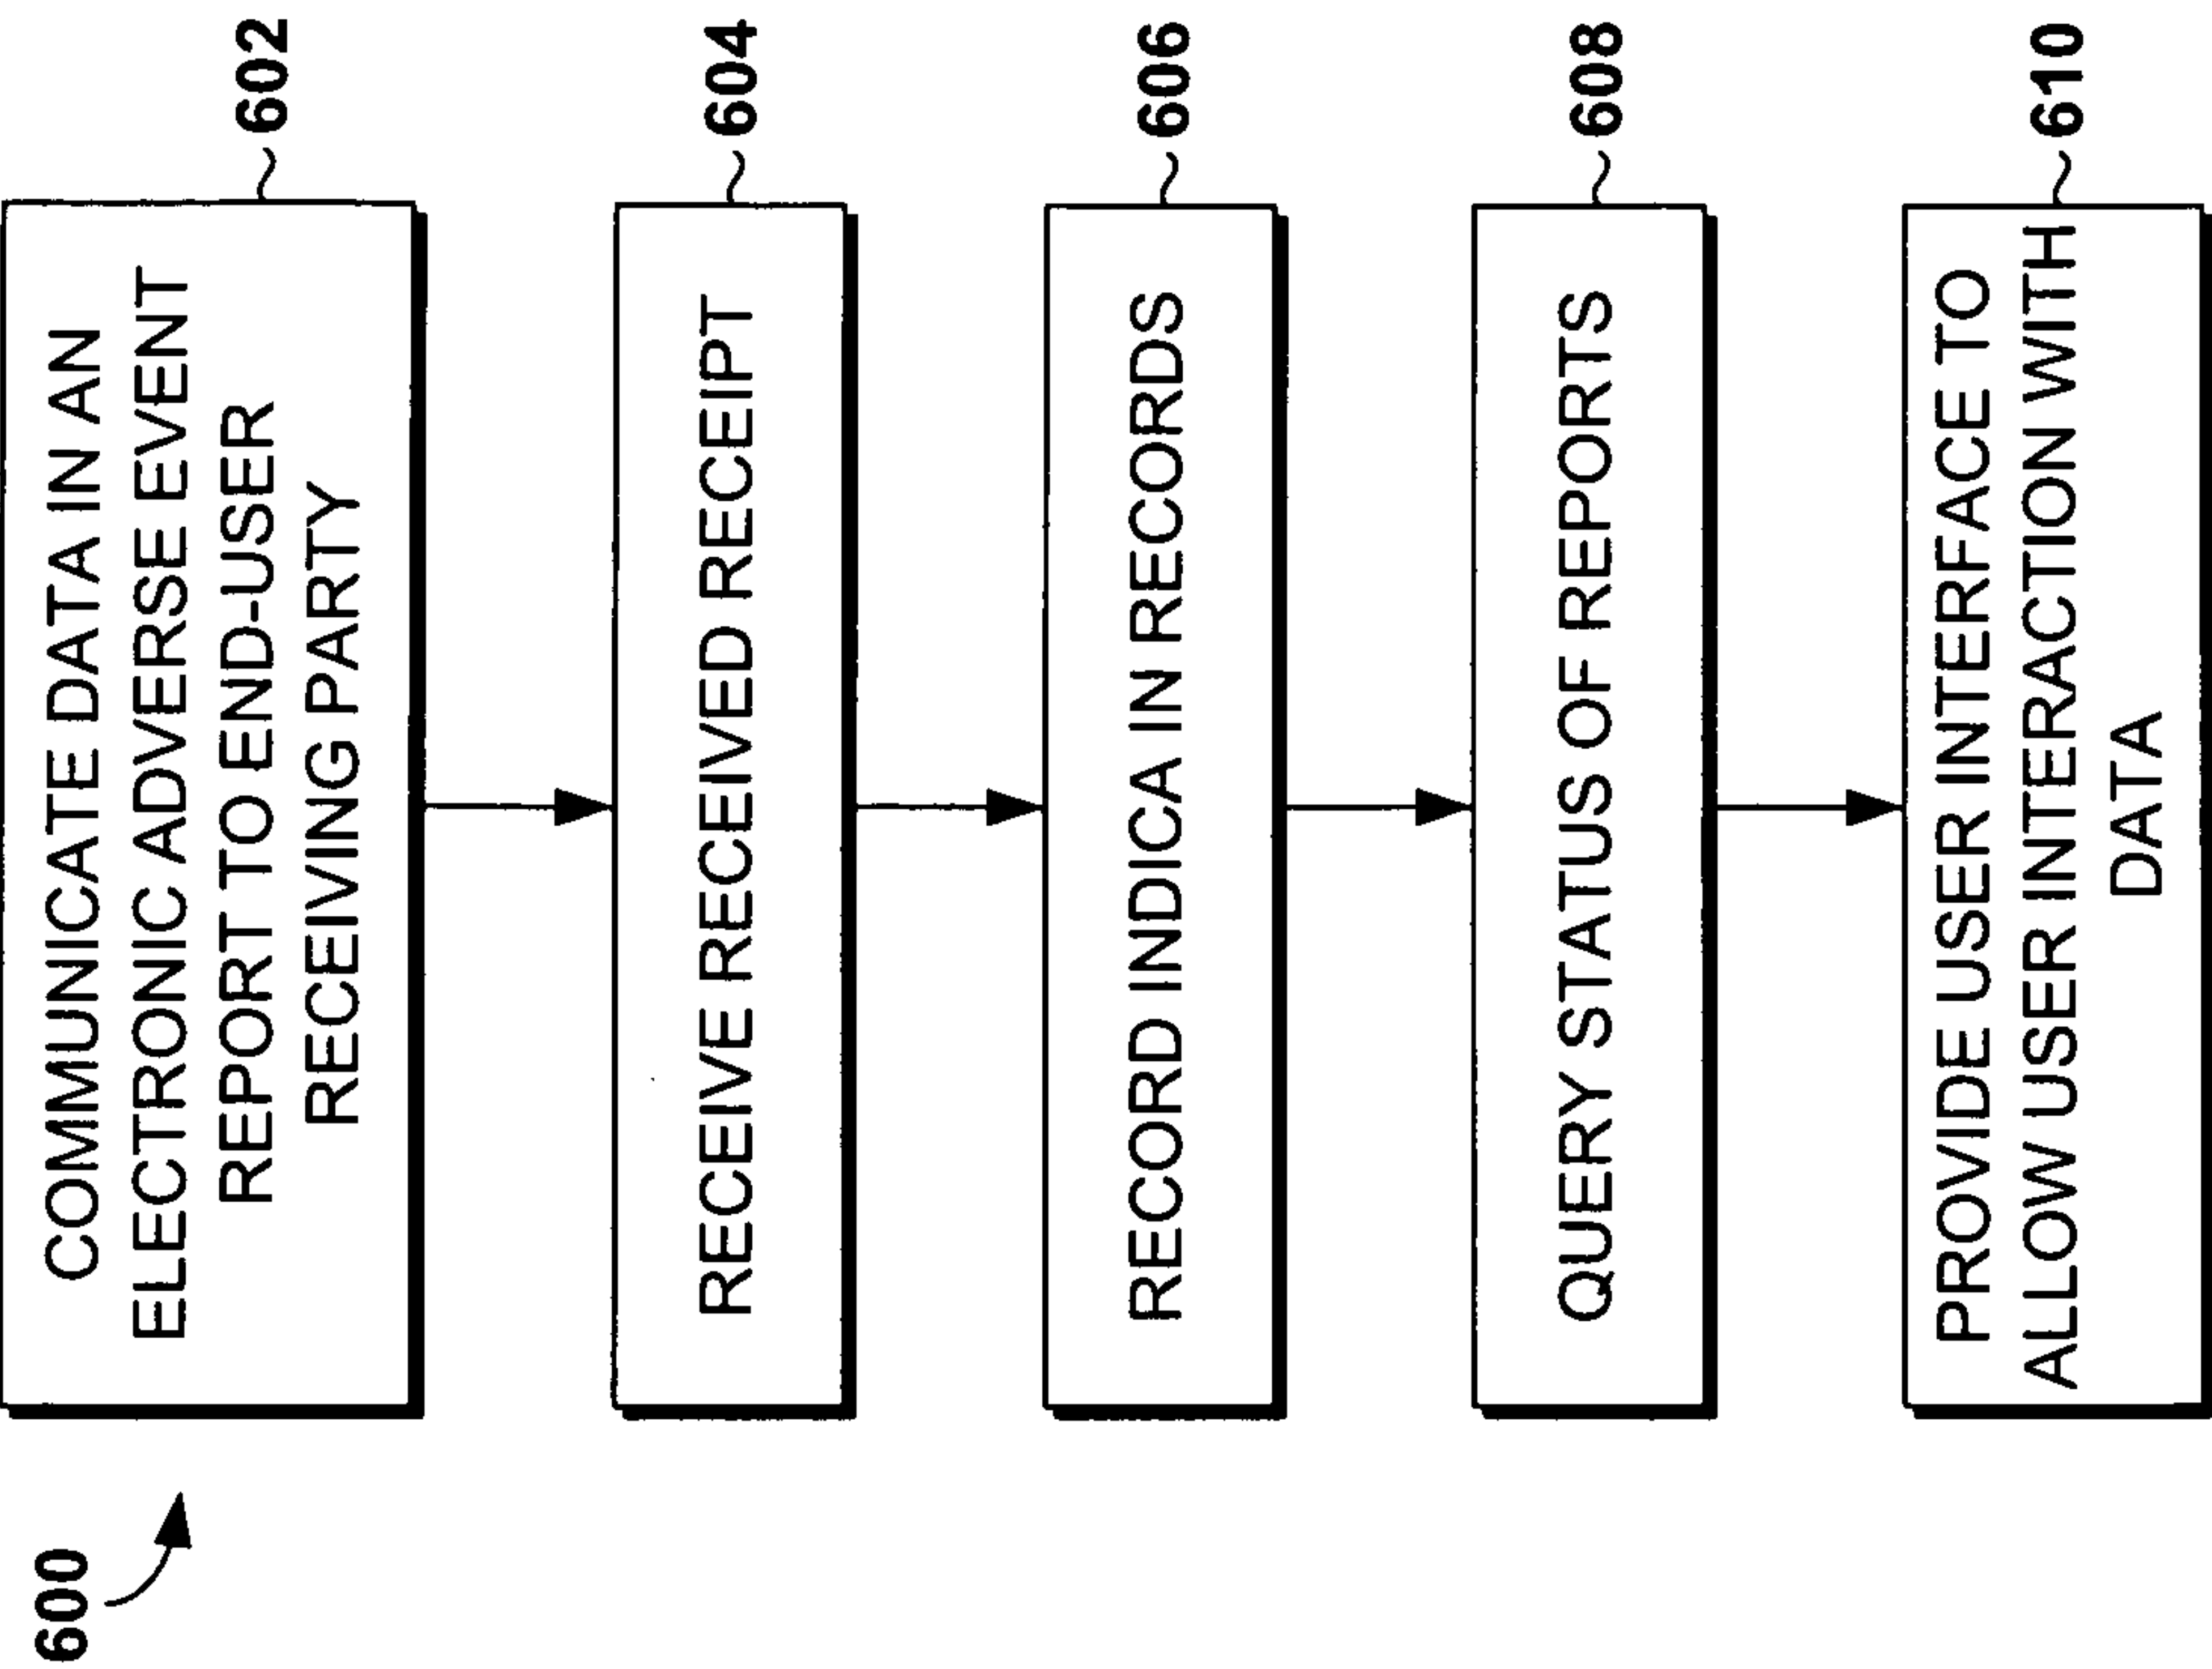 600
COMMUNICATE DATA IN AN
ELECTRONIC ADVERSE EVENT
REPORT TO END-USER
RECEIVING PARTY
602
RECEIVE RECEIVED RECEIPT
604
RECORD INDICA IN RECORDS
606
QUERY STATUS OF REPORTS
608
PROVIDE USER INTERFACE TO
ALLOW USER INTERACTION WITH
DATA
610